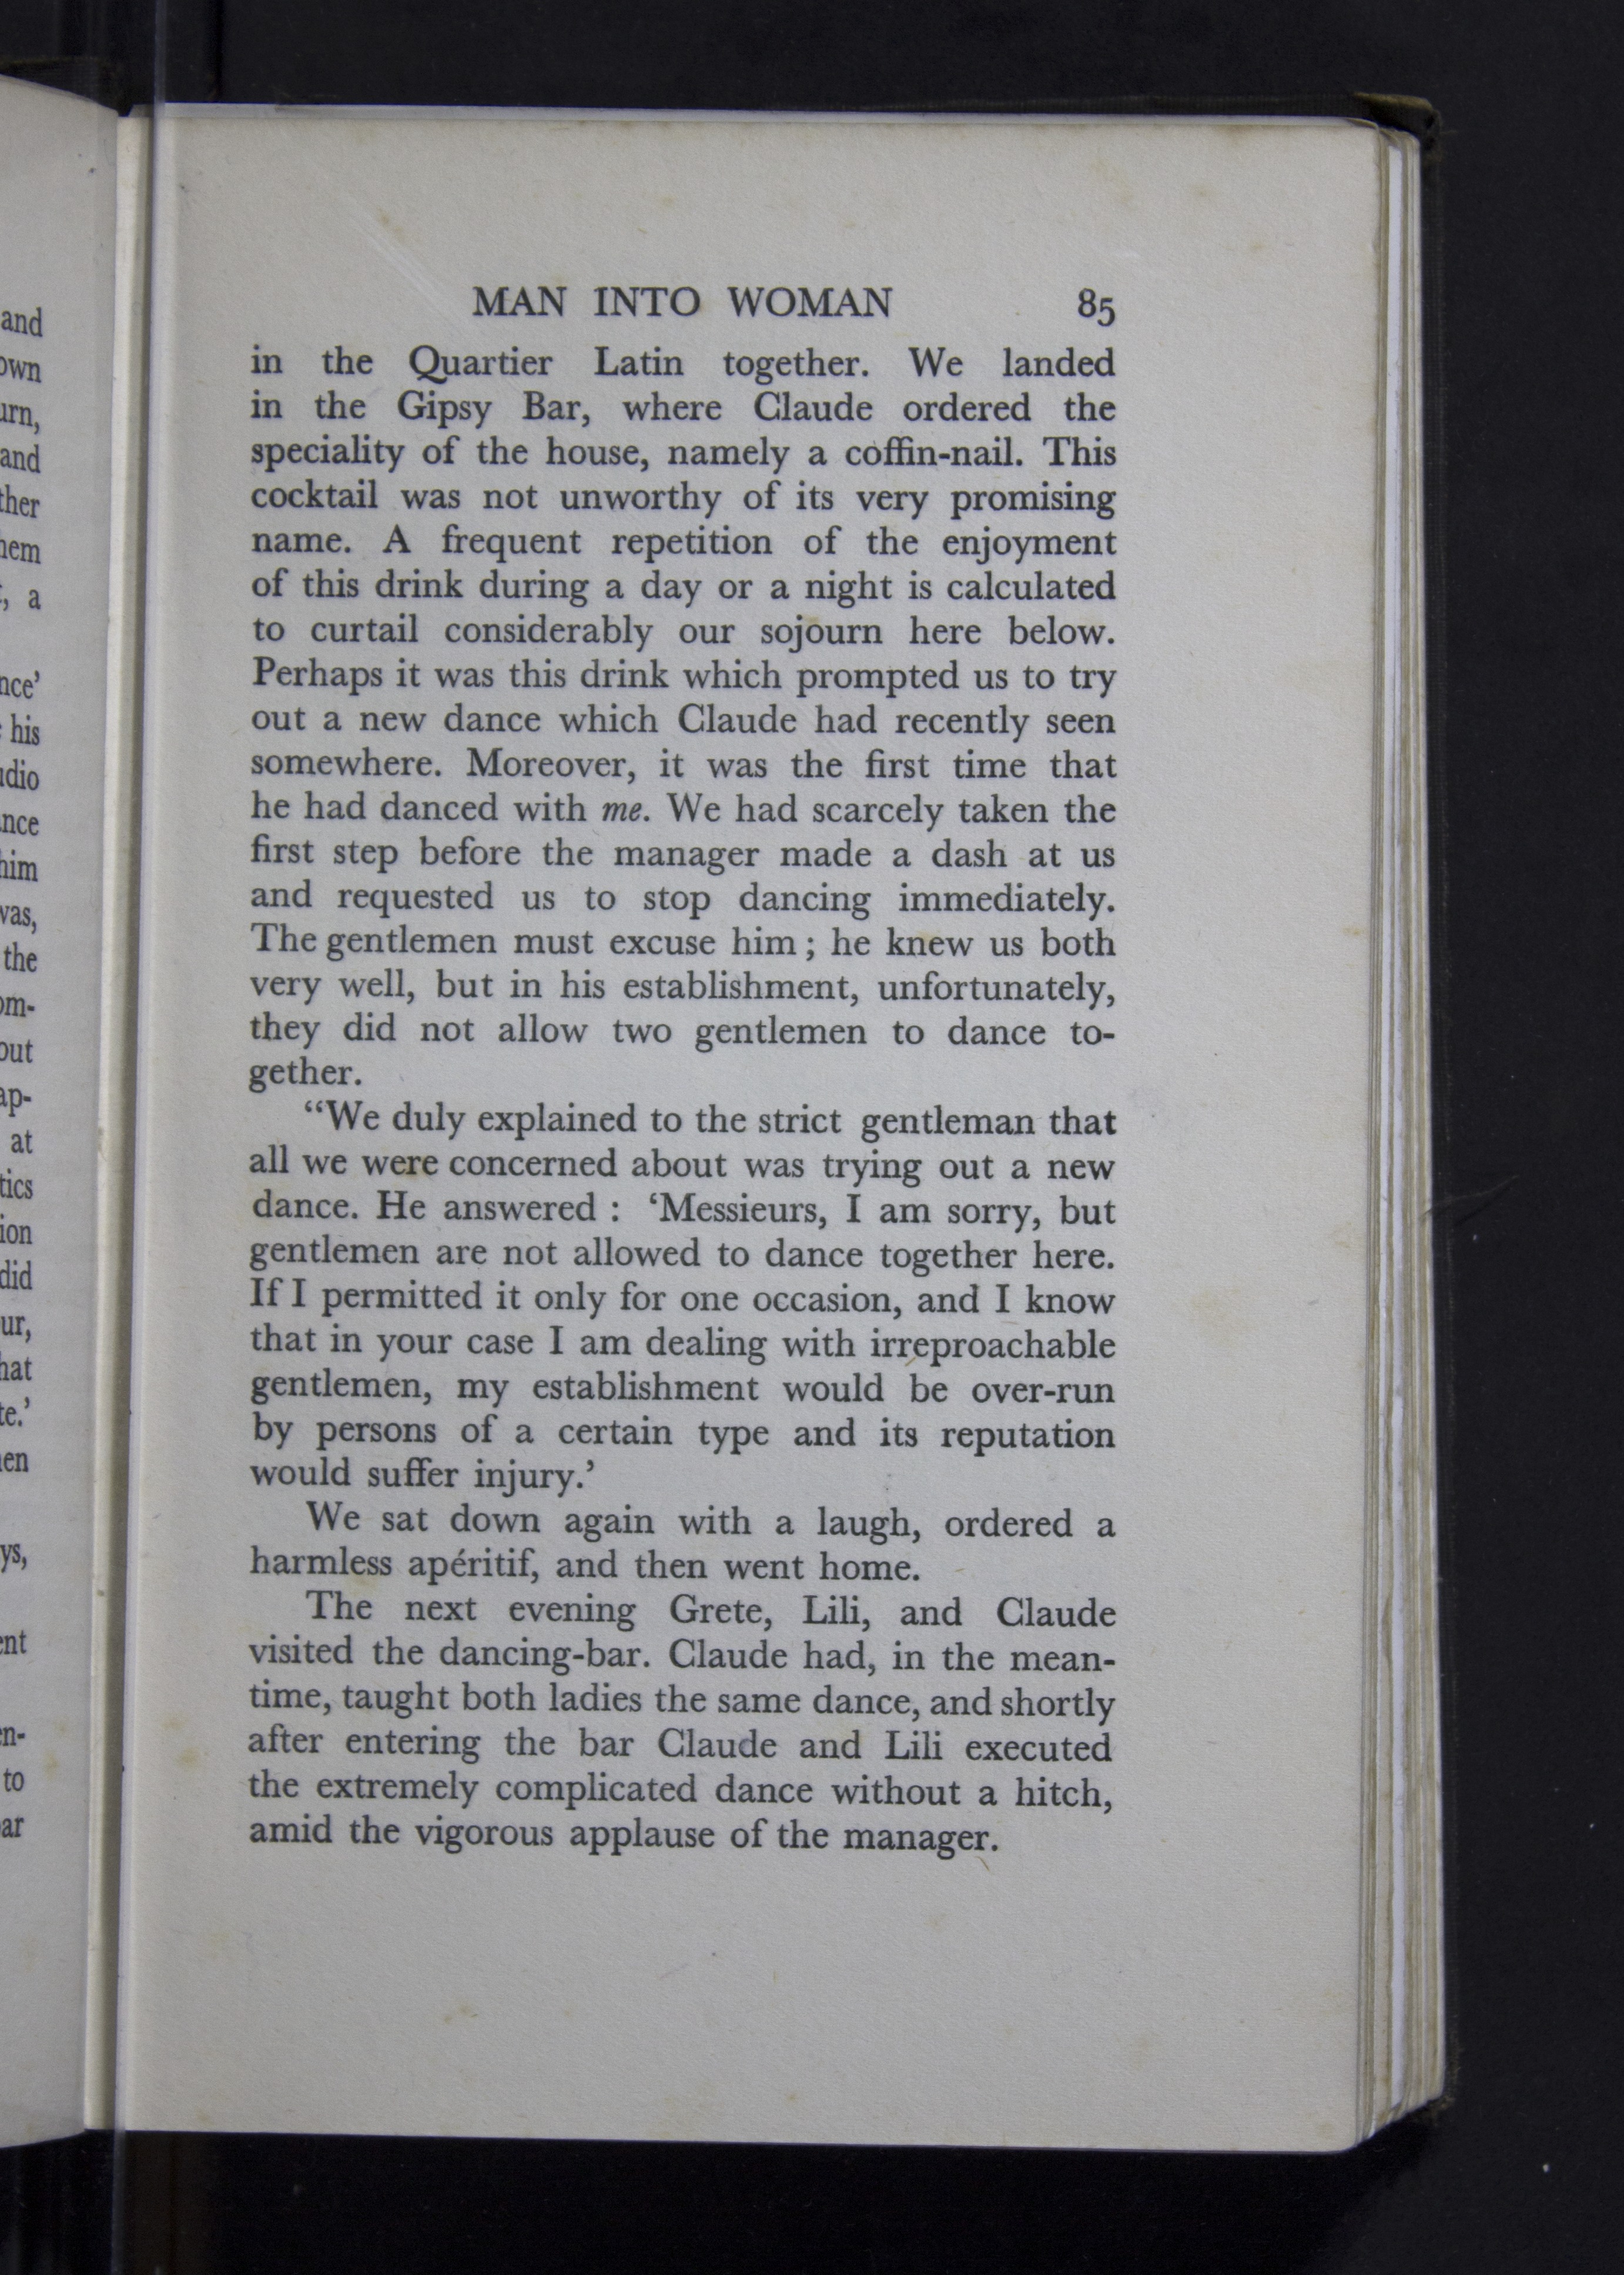 MAN INTO WOMAN 85
in the Quartier Latin together. We landed
in the Gipsy Bar, where Claude ordered the
speciality of the house, namely a coffin-nail. This
cocktail was not unworthy of its very promising
name. A frequent repetition of the enjoyment
of this drink during a day or a night is calculated
to curtail considerably our sojourn here below.
Perhaps it was this drink which prompted us to try
out a new dance which Claude had recently seen
somewhere. Moreover, it was the first time that
he had danced with me. We had scarcely taken the
first step before the manager made a dash at us
and requested us to stop dancing immediately.
The gentlemen must excuse him ; he knew us both
very well, but in his establishment, unfortunately,
they did not allow two gentlemen to dance to-
gether.
“We duly explained to the strict gentleman that
all we were concerned about was trying out a new
dance. He answered : ‘Messieurs, I am sorry, but
gentlemen are not allowed to dance together here.
If I permitted it only for one occasion, and I know
that in your case I am dealing with irreproachable
gentlemen, my establishment would be over-run
by persons of a certain type and its reputation
would suffer injury.’
We sat down again with a laugh, ordered a
harmless apéritif, and then went home.
The next evening Grete, Lili, and Claude
visited the dancing-bar. Claude had, in the mean-
time, taught both ladies the same dance, and shortly
after entering the bar Claude and Lili executed
the extremely complicated dance without a hitch,
amid the vigorous applause of the manager.